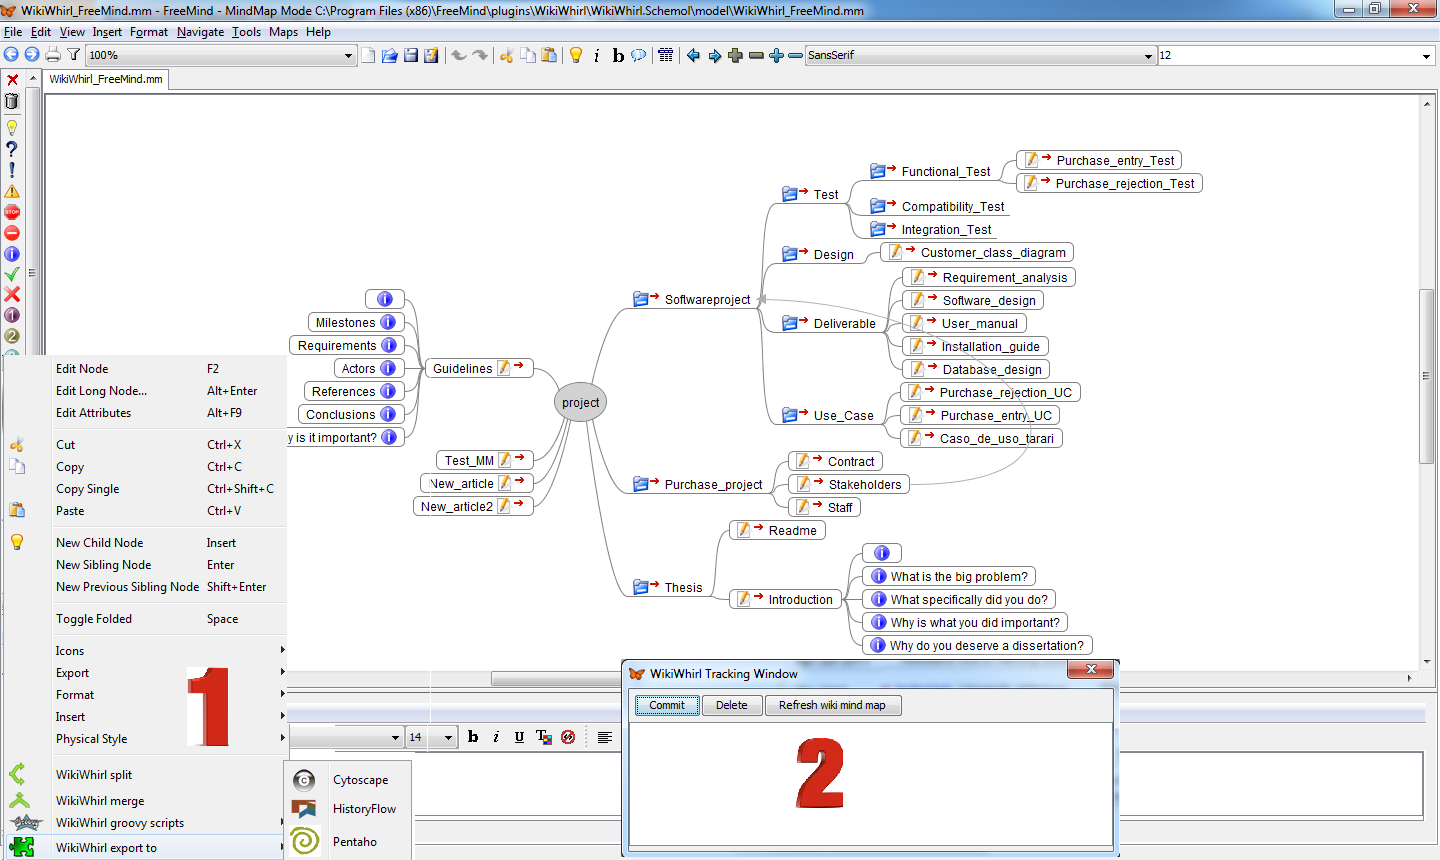 WikiWhirl_FreeMind.mm - FreeMind - MindMap Mode C:\Program Files (x86)\FreeMind\plugins\WikiWhirl\WikiWhirl.Schemol\model\WikiWhirl_FreeMind.mm
File Edit View Insert Format Navigate Tools Maps Help
100% SansSerif 12
WikiWhirl_FreeMind.mm
Purchase_entry_Test
Functional_Test
Purchase_rejection_Test
Test
Compatibility_Test
Integration_Test
Design
Customer_class_diagram
Requirement_analysis
Softwareproject
Software_design
Deliverable
User_manual
Installation_guide
Database_design
Purchase_rejection_UC
Use_Case
Purchase_entry_UC
Caso_de_uso_tarari
Milestones
Requirements
Actors
Guidelines
References
Conclusions
y is it important?
project
Test_MM
New_article
New_article2
Contract
Purchase_project
Stakeholders
Staff
Readme
Thesis
Introduction
What is the big problem?
What specifically did you do?
Why is what you did important?
Why do you deserve a dissertation?
Edit Node F2
Edit Long Node... Alt+Enter
Edit Attributes Alt+F9
Cut Ctrl+X
Copy Ctrl+C
Copy Single Ctrl+Shift+C
Paste Ctrl+V
New Child Node Insert
New Sibling Node Enter
New Previous Sibling Node Shift+Enter
Toggle Folded Space
Icons
Export
Format
Insert
Physical Style
1
WikiWhirl split
WikiWhirl merge
WikiWhirl groovy scripts
WikiWhirl export to
Cytoscape
HistoryFlow
Pentaho
14 b i U T
WikiWhirl Tracking Window
Commit Delete Refresh wiki mind map
2